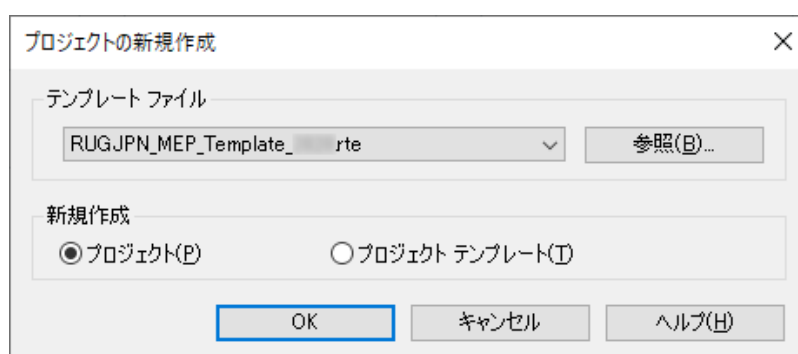 プロジェクトの新規作成
テンプレート ファイル
RUGJPN_MEP_Template_ rte
参照(B)...
新規作成
プロジェクト(P)
プロジェクト テンプレート(T)
OK
キャンセル
ヘルプ(H)